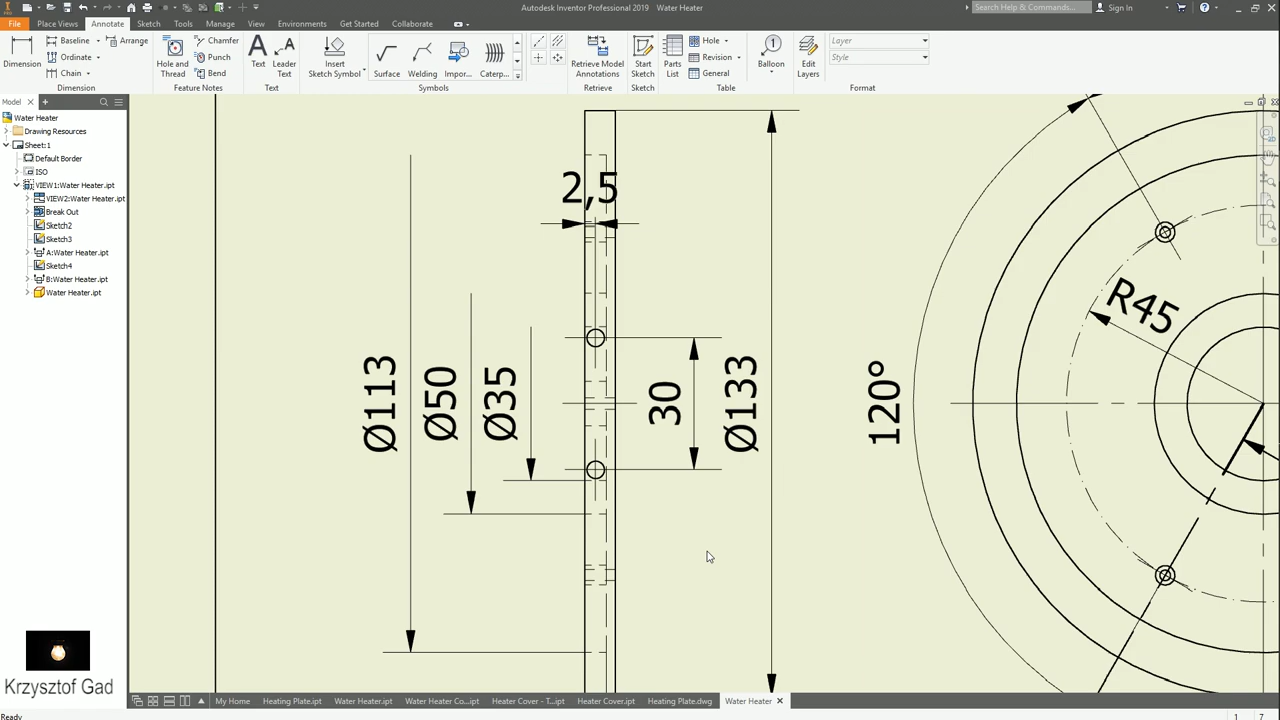 Autodesk Inventor Professional 2019 Water Heater
Search Help & Commands...
Sign In
File Place Views Annotate Sketch Tools Manage View Environments Get Started Collaborate
Dimension
Baseline
Ordinate
Chain
Arrange
Dimension
Hole and Thread
Chamfer
Punch
Bend
Feature Notes
Text
Leader Text
Text
Insert Sketch Symbol
Surface
Welding
Impor...
Caterp...
Symbols
Retrieve Model Annotations
Retrieve
Start Sketch
Sketch
Parts List
Hole
Revision
General
Table
Balloon
Edit Layers
Layer
Style
Format
Model
Water Heater
Drawing Resources
Sheet:1
Default Border
ISO
VIEW1:Water Heater.ipt
VIEW2:Water Heater.ipt
Break Out
Sketch2
Sketch3
A:Water Heater.ipt
Sketch4
B:Water Heater.ipt
Water Heater.ipt
2,5
Ø113
Ø50
Ø35
30
Ø133
120°
R45
Krzysztof Gad
My Home Heating Plate.ipt Water Heater.ipt Water Heater Co...ipt Heater Cover - T...ipt Heater Cover.ipt Heating Plate.dwg Water Heater
Ready
1 7